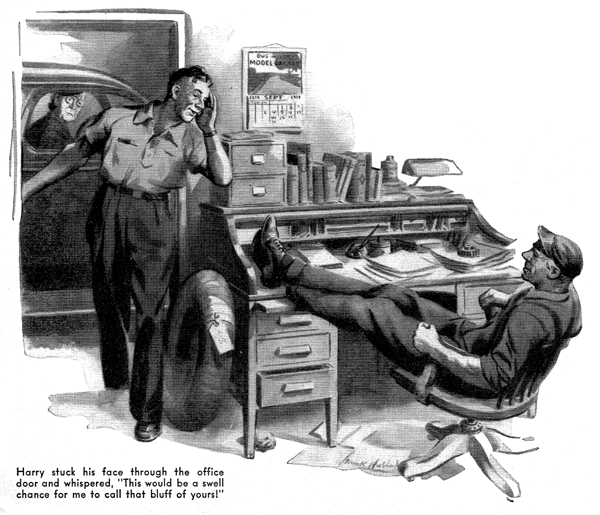 MODEL GARAGE
SEPT.
Harry stuck his face through the office
door and whispered, "This would be a swell
chance for me to call that bluff of yours!"